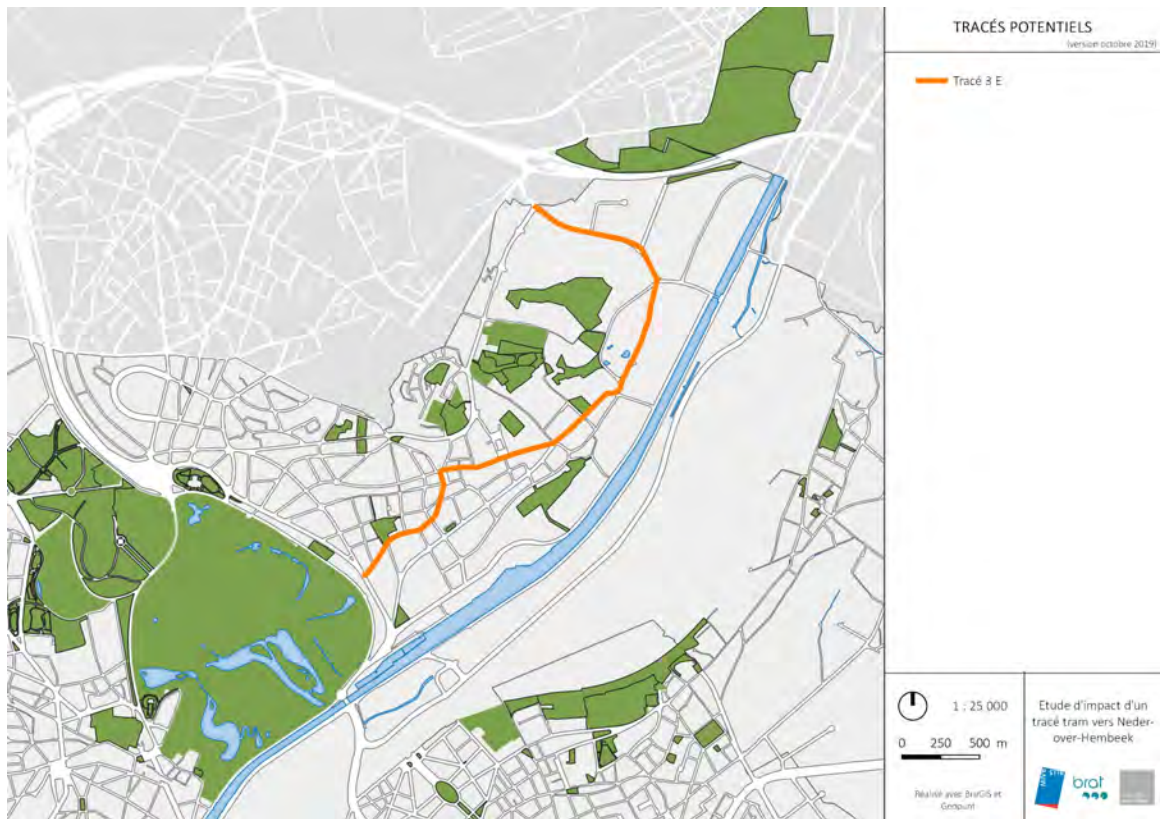 TRACÉS POTENTIELS
(version octobre 2019)
Tracé 3 E
1 : 25 000
0 250 500 m
Réalisé avec BruGIS et
Geopunt
Etude d'impact d'un
tracé tram vers Neder-
over-Hembeek
brat